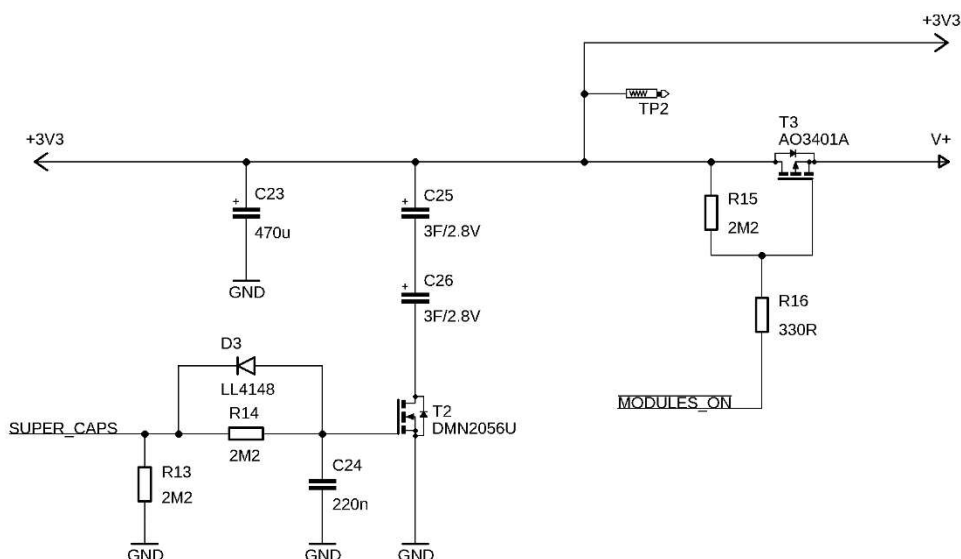 +3V3
TP2
+3V3
T3
AO3401A
V+
C23
470u
GND
C25
3F/2.8V
R15
2M2
C26
3F/2.8V
R16
330R
D3
LL4148
MODULES_ON
T2
DMN2056U
SUPER_CAPS
R14
2M2
R13
2M2
C24
220n
GND
GND
GND